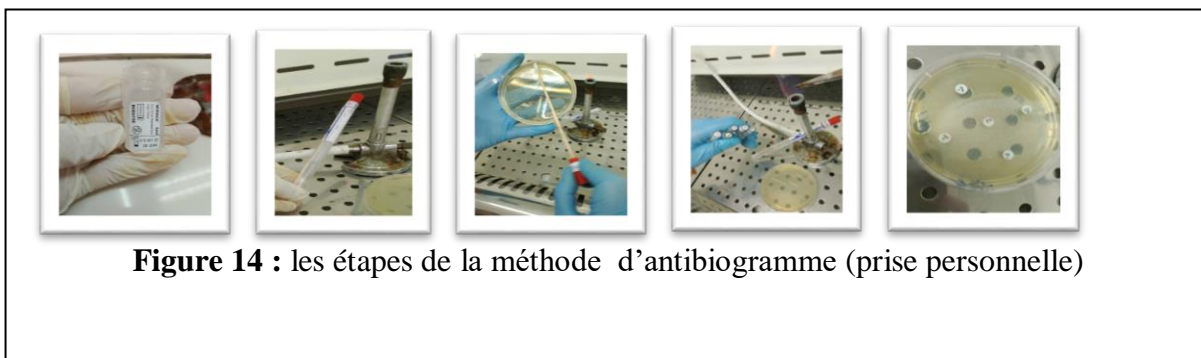 Figure 14 : les étapes de la méthode d’antibiogramme (prise personnelle)